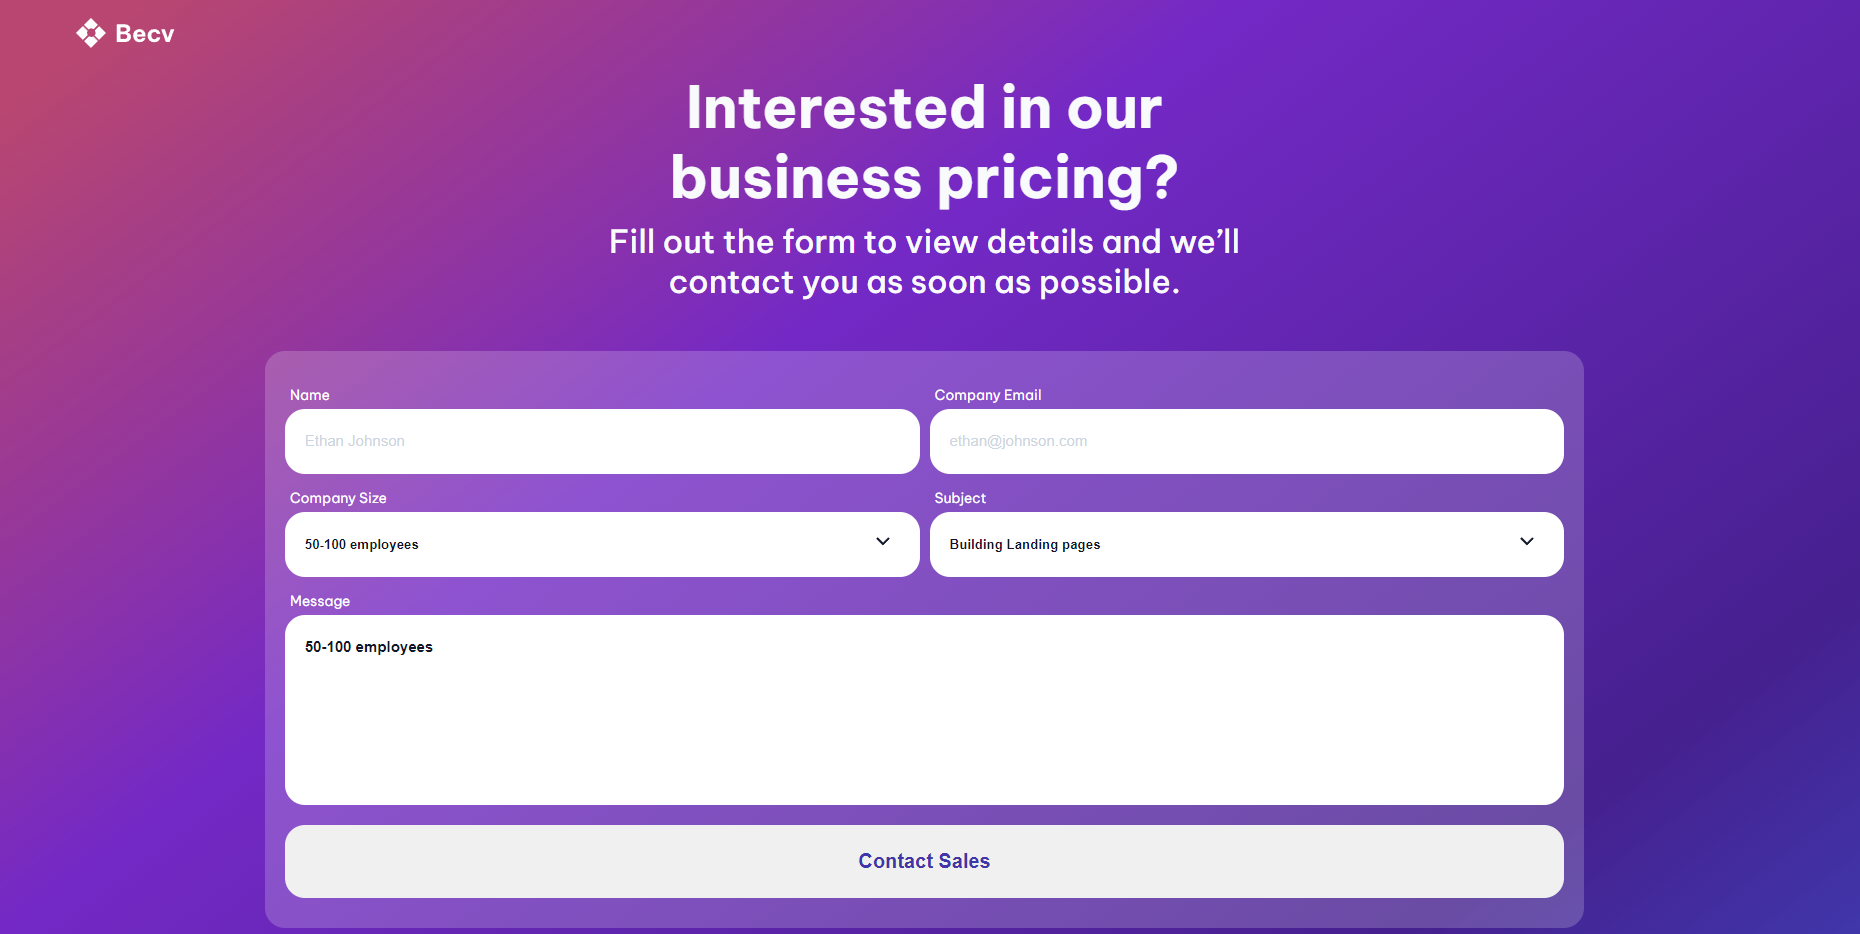 Becv
Interested in our
business pricing?
Fill out the form to view details and we’ll
contact you as soon as possible.
Name
Company Email
Ethan Johnson
ethan@johnson.com
Company Size
Subject
50-100 employees
Building Landing pages
Message
50-100 employees
Contact Sales